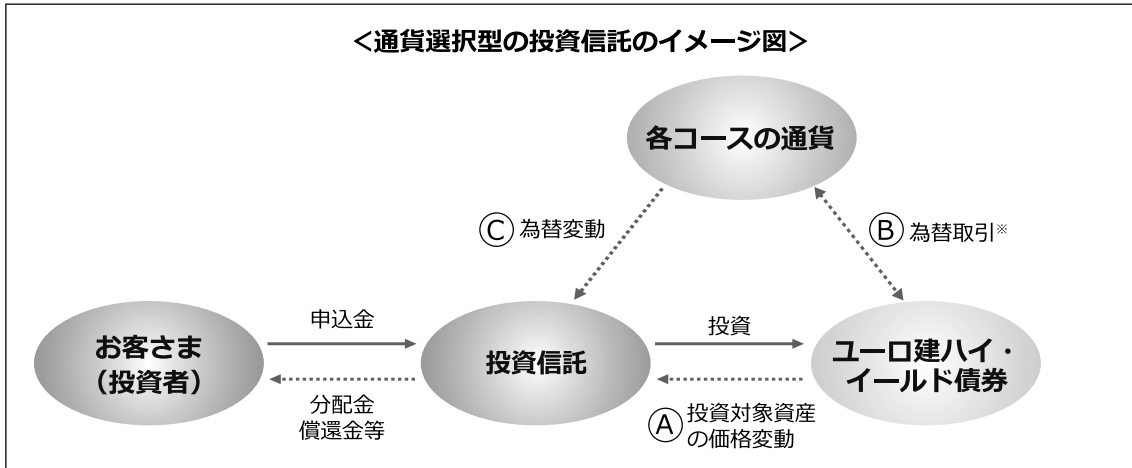 ＜通貨選択型の投資信託のイメージ図＞
各コースの通貨
Ⓒ 為替変動
Ⓑ 為替取引※
お客さま
（投資者）
申込金
分配金
償還金等
投資信託
投資
Ⓐ 投資対象資産
の価格変動
ユーロ建ハイ・
イールド債券